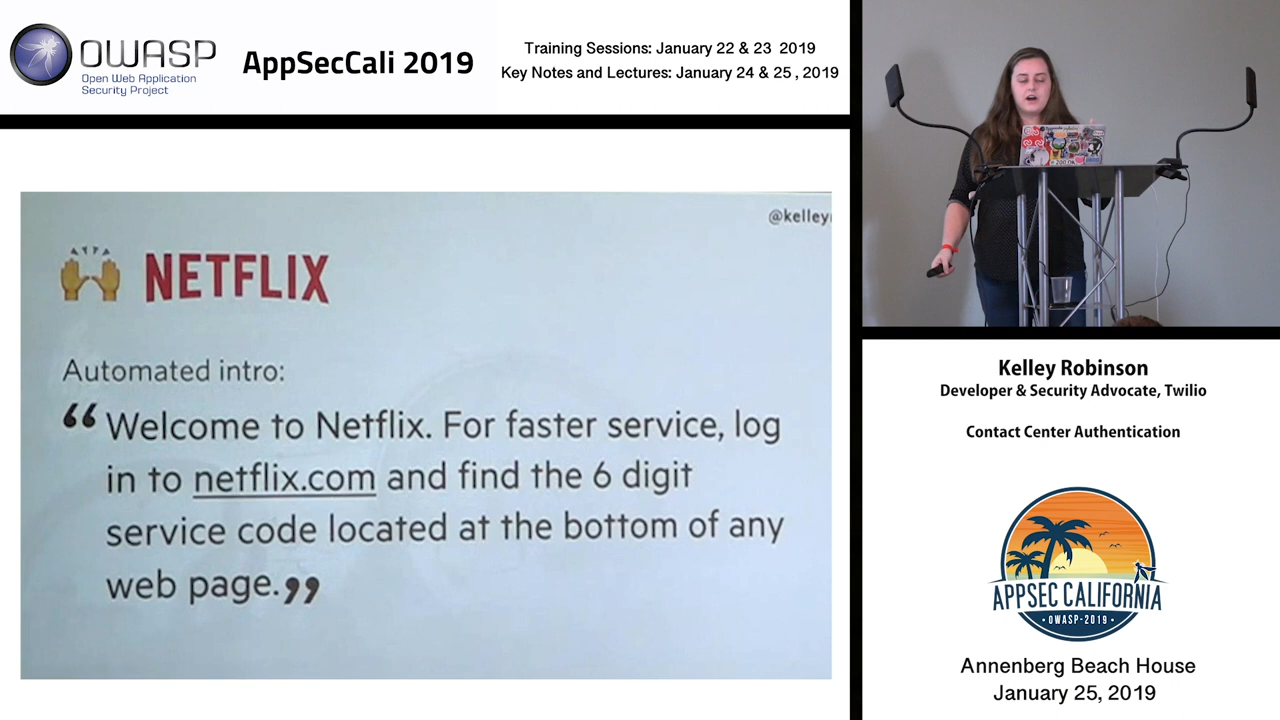 OWASP
Open Web Application
Security Project
AppSecCali 2019
Training Sessions: January 22 & 23 2019
Key Notes and Lectures: January 24 & 25 , 2019
@kelley
NETFLIX
Automated intro:
“Welcome to Netflix. For faster service, log
in to netflix.com and find the 6 digit
service code located at the bottom of any
web page.”
Kelley Robinson
Developer & Security Advocate, Twilio
Contact Center Authentication
APPSEC CALIFORNIA
• OWASP-2019 •
Annenberg Beach House
January 25, 2019